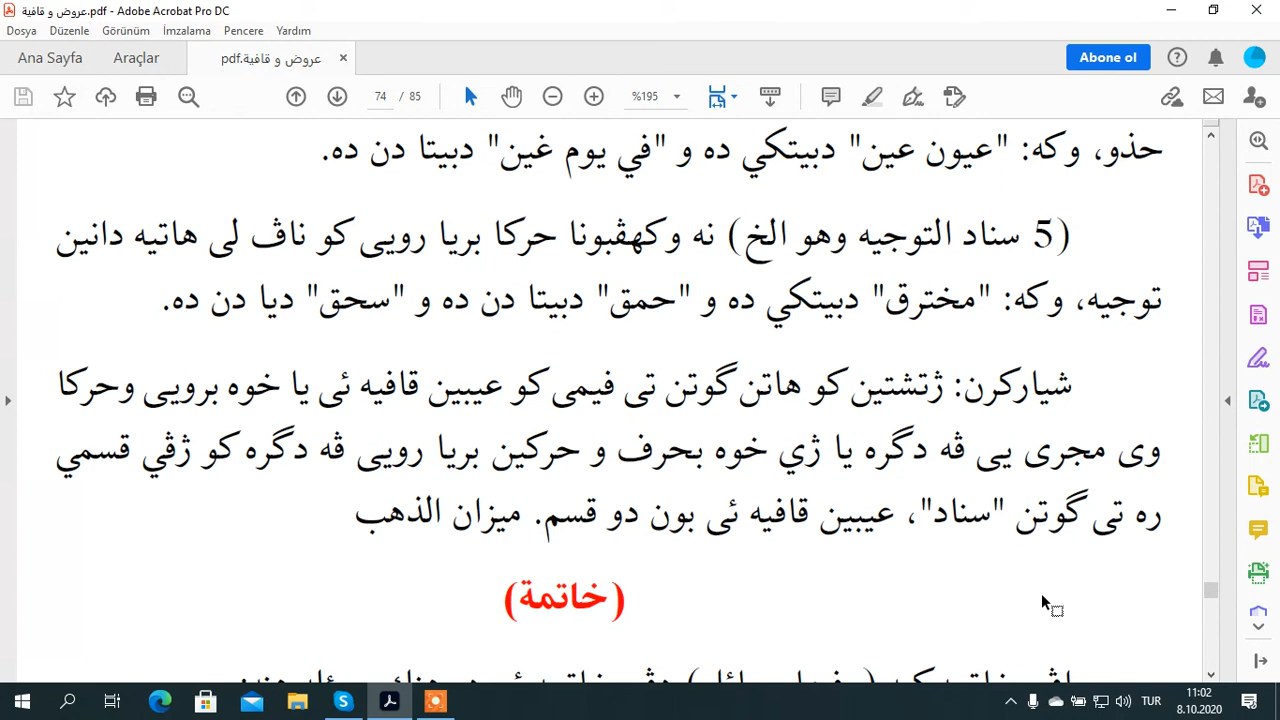 عروض و قافية.pdf - Adobe Acrobat Pro DC
Dosya Düzenle Görünüm İmzalama Pencere Yardım
Ana Sayfa Araçlar عروض و قافية.pdf × Abone ol
74 / 85 %195
حذو، وكه: "عيون عين" دبيتكي ده و "في يوم غين" دبيتا دن ده.
(5 سناد التوجيه وهو الخ) نه وكهڤبونا حركا بريا رويى كو ناڤ لى هاتيه دانين
توجيه، وكه: "مخترق" دبيتكي ده و "حمق" دبيتا دن ده و "سحق" ديا دن ده.
شياركرن: ژتشتين كو هاتن گوتن تى فيمى كو عيبين قافيه ئى يا خوه برويى وحركا
وى مجرى يى ڤه دگره يا ژي خوه بحرف و حركين بريا رويى ڤه دگره كو ژڤي قسمي
ره تى گوتن "سناد"، عيبين قافيه ئى بون دو قسم. ميزان الذهب
(خاتمة)
TUR 11:02
8.10.2020